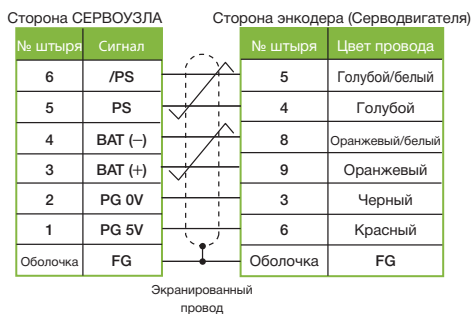 Сторона СЕРВОУЗЛА Сторона энкодера (Серводвигателя)
№ штыря Сигнал № штыря Цвет провода
6 /PS 5 Голубой/белый
5 PS 4 Голубой
4 BAT (−) 8 Оранжевый/белый
3 BAT (+) 9 Оранжевый
2 PG 0V 3 Черный
1 PG 5V 6 Красный
Оболочка FG Оболочка FG
Экранированный
провод